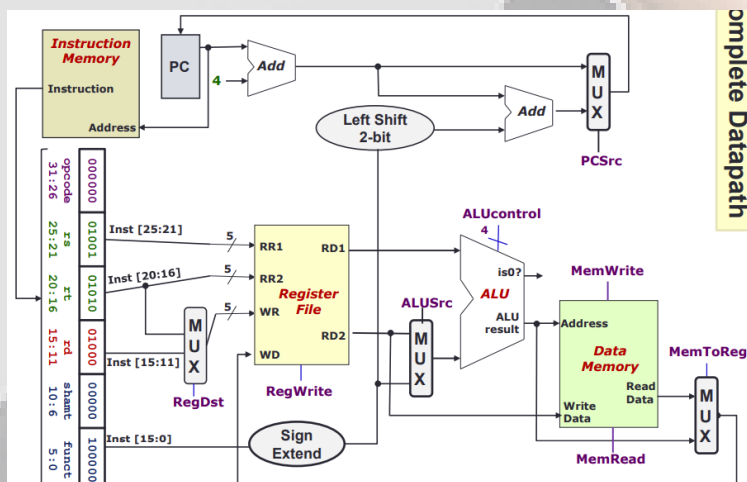 Complete Datapath
Instruction
Memory
Instruction
Address
PC
4
Add
Left Shift
2-bit
Add
M
U
X
PCSrc
opcode
31:26
000000
rs
25:21
01001
rt
20:16
01010
rd
15:11
01000
shamt
10:6
00000
funct
5:0
100000
Inst [25:21]
Inst [20:16]
Inst [15:11]
Inst [15:0]
5
5
5
M
U
X
RegDst
RR1
RR2
WR
WD
RD1
RD2
Register
File
RegWrite
Sign
Extend
ALUSrc
M
U
X
ALUcontrol
4
is0?
ALU
ALU
result
MemWrite
Address
Data
Memory
Read
Data
Write
Data
MemRead
MemToReg
M
U
X